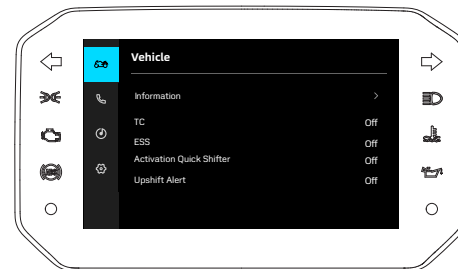 Vehicle
Information >
TC Off
ESS Off
Activation Quick Shifter Off
Upshift Alert Off